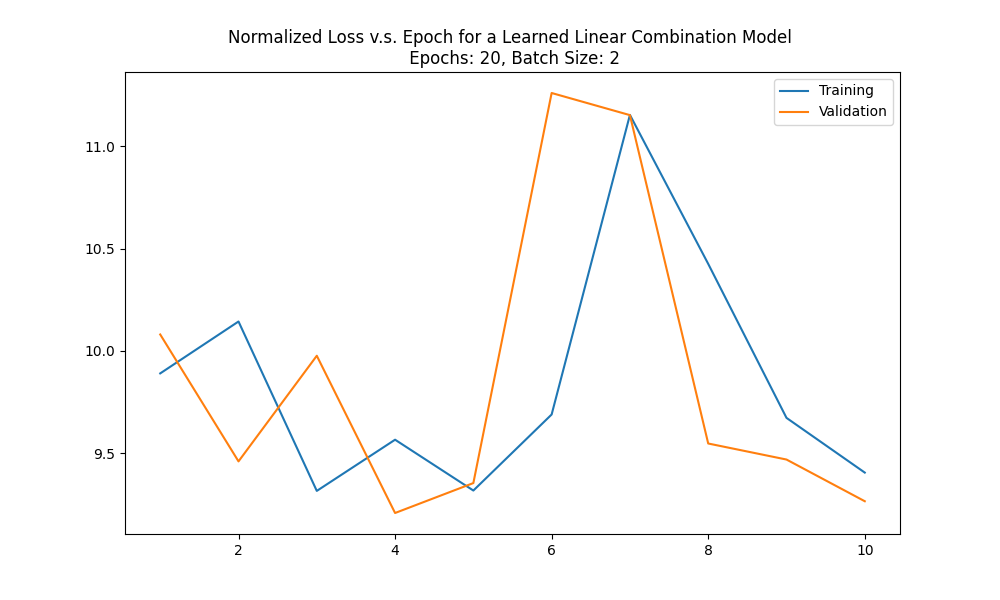 Normalized Loss v.s. Epoch for a Learned Linear Combination Model
Epochs: 20, Batch Size: 2
Training
Validation
11.0
10.5
10.0
9.5
2 4 6 8 10